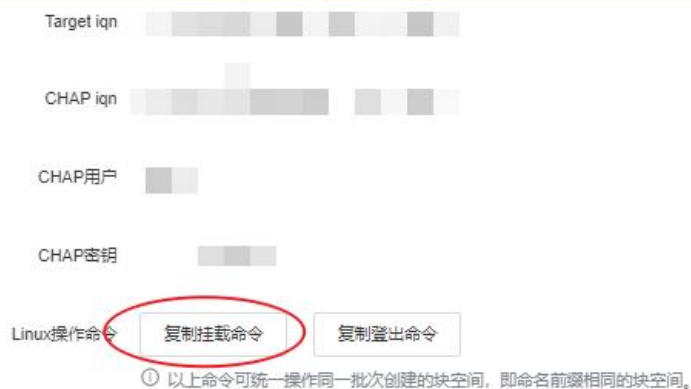 Target iqn
CHAP iqn
CHAP用户
CHAP密钥
Linux操作命令 复制挂载命令 复制登出命令
以上命令可统一操作同一批次创建的块空间，即命名前缀相同的块空间。